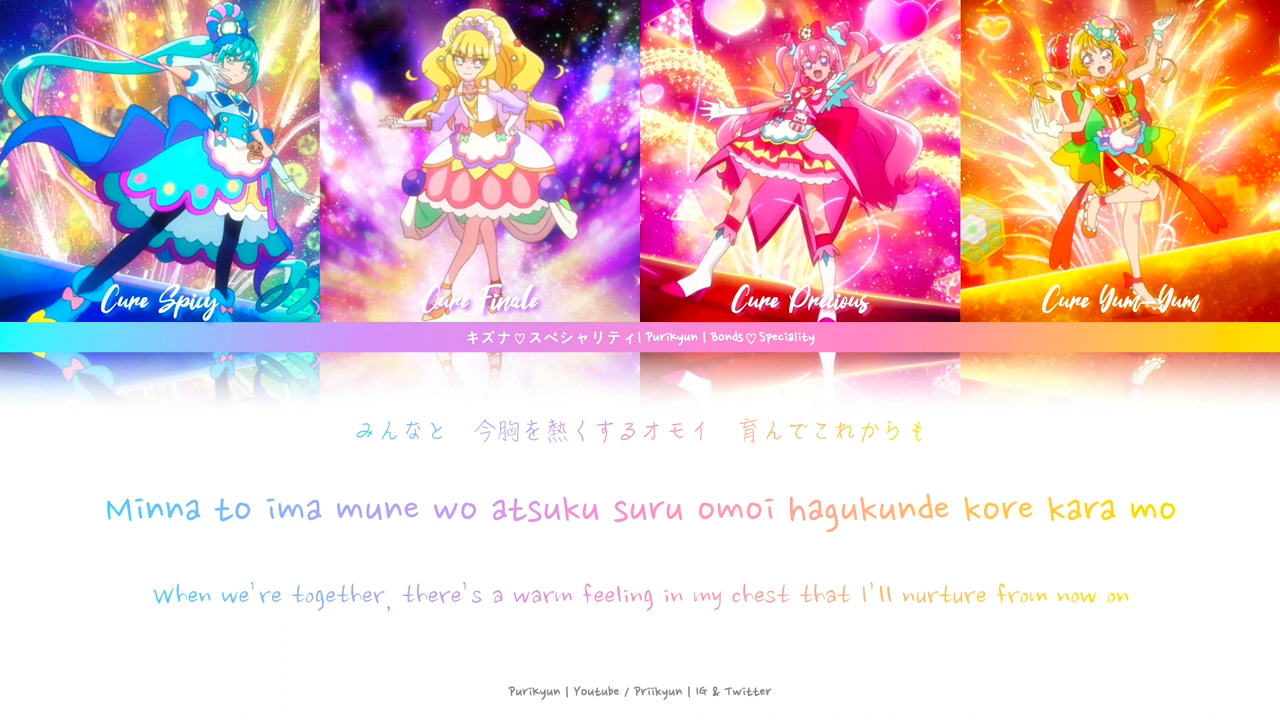 Cure Spicy
Cure Finale
Cure Precious
Cure Yum-Yum
キズナ♡スペシャリティ| Purikyun | Bonds♡Speciality
みんなと 今胸を熱くするオモイ 育んでこれからも
Minna to ima mune wo atsuku suru omoi hagukunde kore kara mo
When we're together, there's a warm feeling in my chest that I'll nurture from now on
Purikyun | Youtube / Priikyun | IG & Twitter